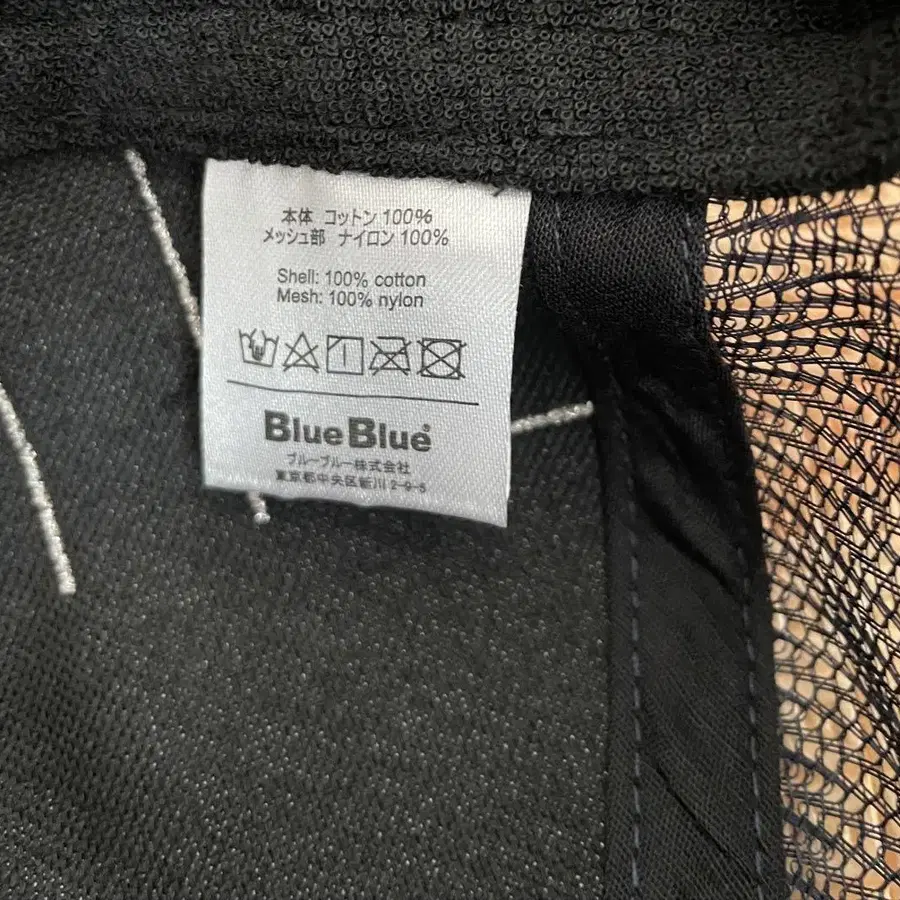 本体 コットン 100%
メッシュ部 ナイロン 100%
Shell: 100% cotton
Mesh: 100% nylon
BlueBlue®
ブルーブルー株式会社
東京都中央区新川 2-9-5